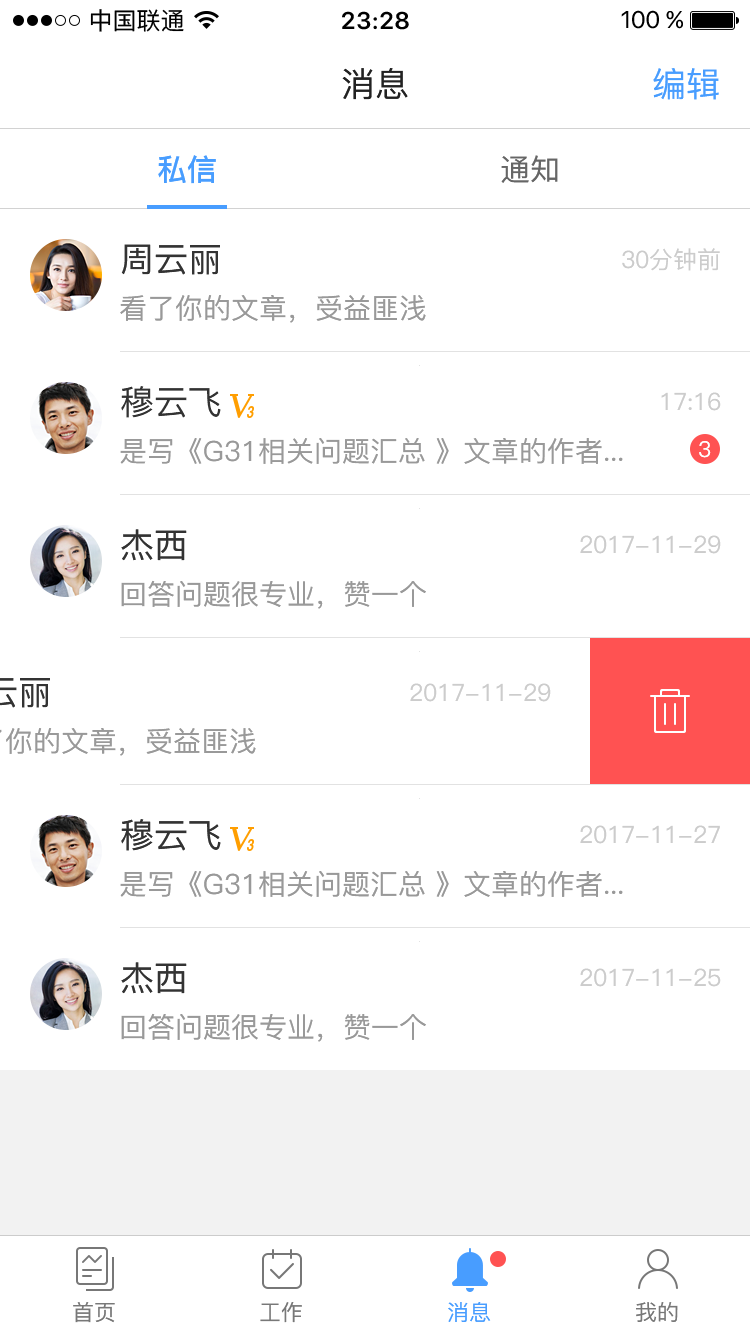 中国联通 23:28 100 %
消息 编辑
私信 通知
周云丽 30分钟前
看了你的文章，受益匪浅
穆云飞 V3 17:16
是写《G31相关问题汇总 》文章的作者... 3
杰西 2017-11-29
回答问题很专业，赞一个
云丽 2017-11-29
你的文章，受益匪浅
穆云飞 V3 2017-11-27
是写《G31相关问题汇总 》文章的作者...
杰西 2017-11-25
回答问题很专业，赞一个
首页 工作 消息 我的